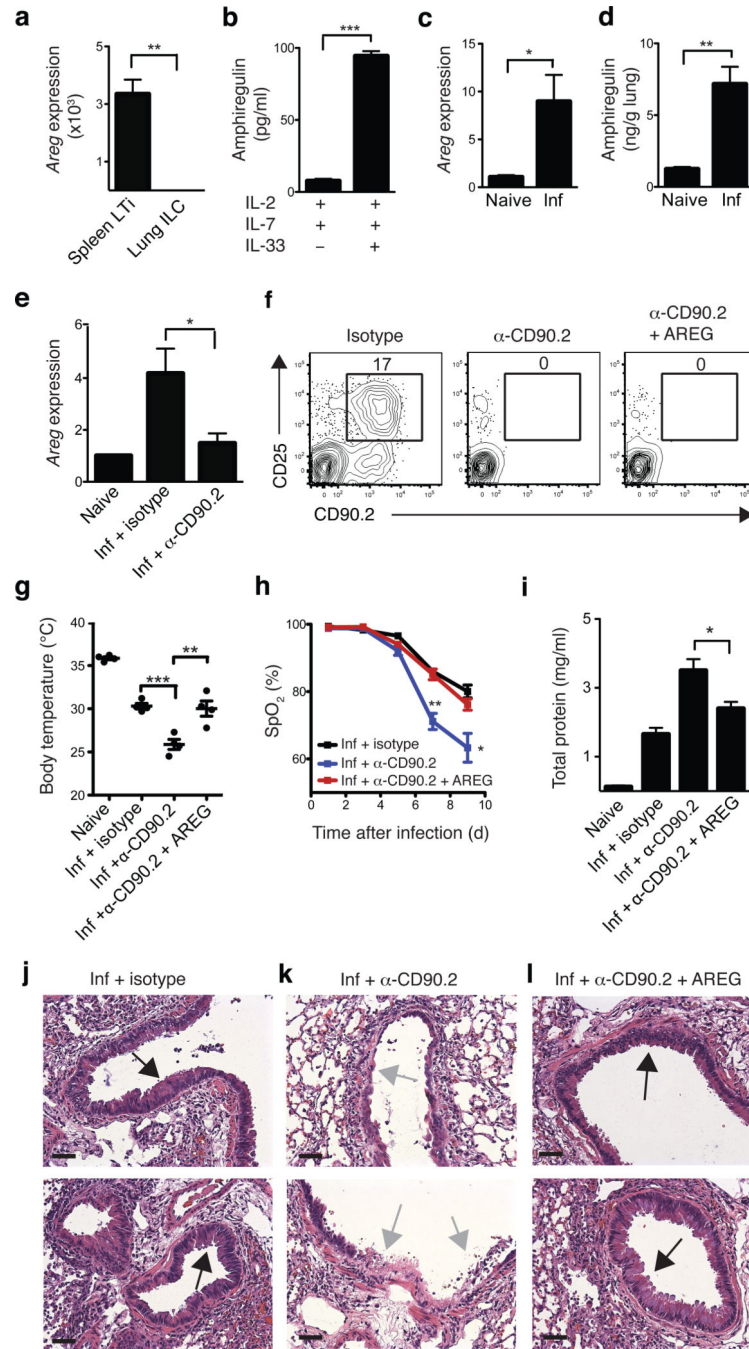 a
**
Areg expression
(x10³)
5
3
1
Spleen LTi
Lung ILC
b
***
Amphiregulin
(pg/ml)
100
50
0
IL-2 + +
IL-7 + +
IL-33 – +
c
*
Areg expression
15
10
5
0
Naive Inf
d
**
Amphiregulin
(ng/g lung)
10
5
0
Naive Inf
e
*
Areg expression
6
4
2
0
Naive
Inf + isotype
Inf + α-CD90.2
f
Isotype
α-CD90.2
α-CD90.2
+ AREG
17
0
0
CD25
CD90.2
g
Body temperature (°C)
40
35
30
25
20
***
**
Naive
Inf + isotype
Inf +α-CD90.2
Inf +α-CD90.2 + AREG
h
SpO₂ (%)
100
80
60
**
*
Inf + isotype
Inf + α-CD90.2
Inf + α-CD90.2 + AREG
0 2 4 6 8 10
Time after infection (d)
i
*
Total protein (mg/ml)
5
3
1
Naive
Inf + isotype
Inf + α-CD90.2
Inf +α-CD90.2 + AREG
j
Inf + isotype
k
Inf + α-CD90.2
l
Inf + α-CD90.2 + AREG